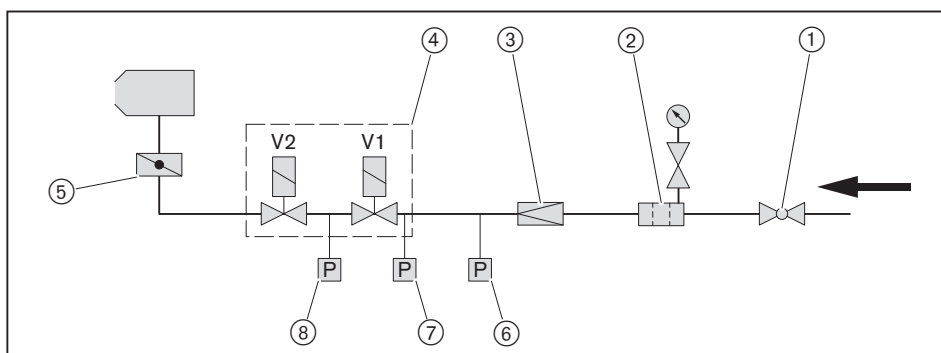 ④ ③ ② ①
V2 V1
⑤
P P P
⑧ ⑦ ⑥